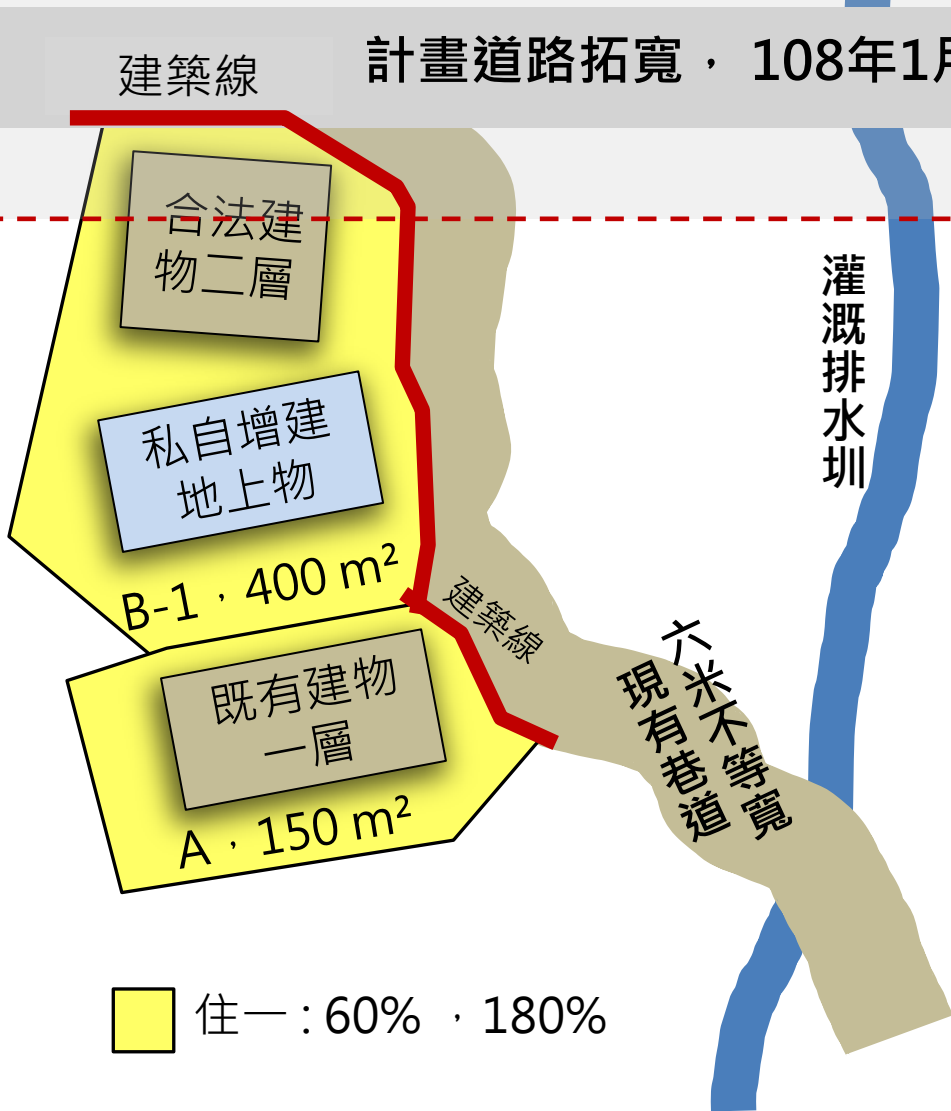 建築線
計畫道路拓寬，108年1月
合法建
物二層
灌溉排水圳
私自增建
地上物
B-1，400 m²
建築線
六米不等寬
現有巷道
既有建物
一層
A，150 m²
住一：60% ，180%